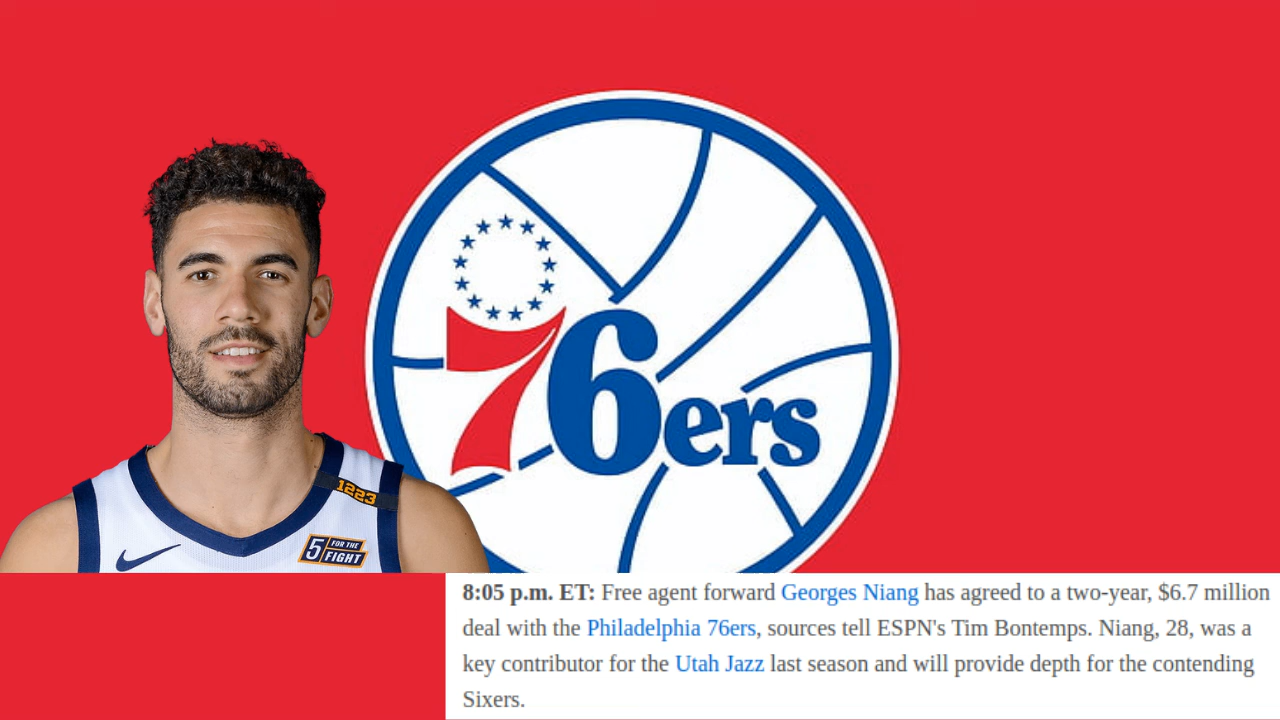 76ers
1223
5 FOR THE
FIGHT
8:05 p.m. ET: Free agent forward Georges Niang has agreed to a two-year, $6.7 million
deal with the Philadelphia 76ers, sources tell ESPN's Tim Bontemps. Niang, 28, was a
key contributor for the Utah Jazz last season and will provide depth for the contending
Sixers.